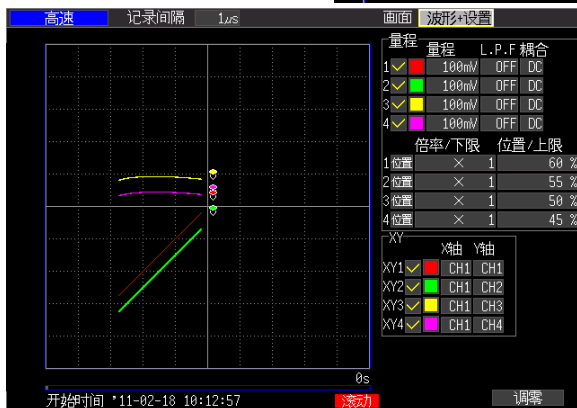 高速 记录间隔 1μs 画面 波形+设置
量程
量程 L.P.F 耦合
1 100mV OFF DC
2 100mV OFF DC
3 100mV OFF DC
4 100mV OFF DC
倍率/下限 位置/上限
1 位置 × 1 60 %
2 位置 × 1 55 %
3 位置 × 1 50 %
4 位置 × 1 45 %
XY
X轴 Y轴
XY1 CH1 CH1
XY2 CH1 CH2
XY3 CH1 CH3
XY4 CH1 CH4
0s
开始时间 '11-02-18 10:12:57 滚动 调零